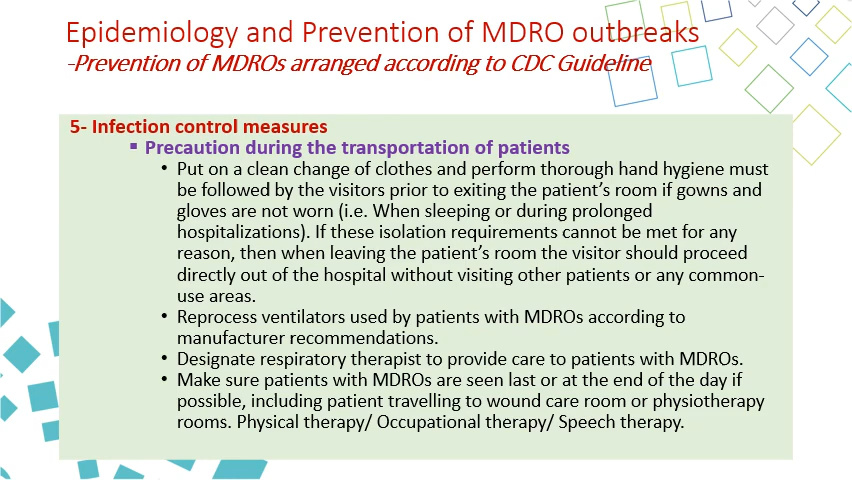 Epidemiology and Prevention of MDRO outbreaks
-Prevention of MDROs arranged according to CDC Guideline
5- Infection control measures
▪ Precaution during the transportation of patients
• Put on a clean change of clothes and perform thorough hand hygiene must
be followed by the visitors prior to exiting the patient's room if gowns and
gloves are not worn (i.e. When sleeping or during prolonged
hospitalizations). If these isolation requirements cannot be met for any
reason, then when leaving the patient's room the visitor should proceed
directly out of the hospital without visiting other patients or any common-
use areas.
• Reprocess ventilators used by patients with MDROs according to
manufacturer recommendations.
• Designate respiratory therapist to provide care to patients with MDROs.
• Make sure patients with MDROs are seen last or at the end of the day if
possible, including patient travelling to wound care room or physiotherapy
rooms. Physical therapy/ Occupational therapy/ Speech therapy.